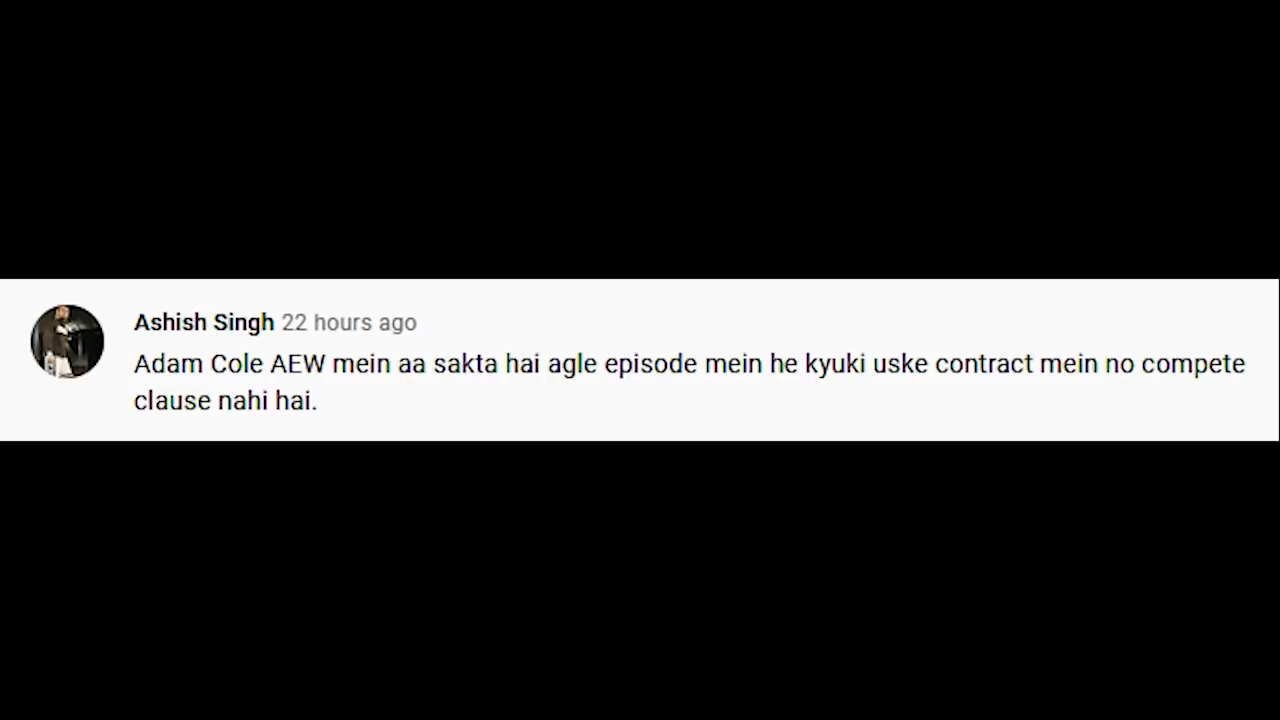 Ashish Singh 22 hours ago
Adam Cole AEW mein aa sakta hai agle episode mein he kyuki uske contract mein no compete
clause nahi hai.